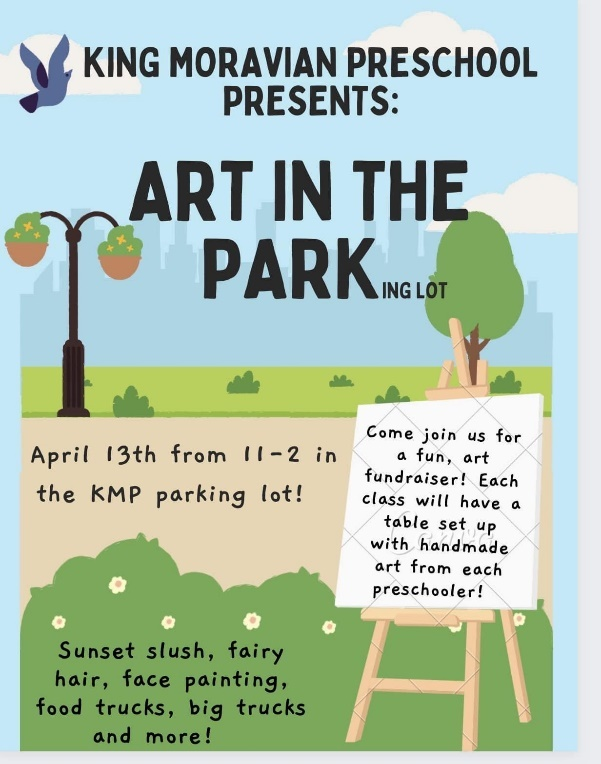 KING MORAVIAN PRESCHOOL
PRESENTS:
ART IN THE
PARKING LOT
April 13th from 11-2 in
the KMP parking lot!
Come join us for
a fun, art
fundraiser! Each
class will have a
table set up
with handmade
art from each
preschooler!
Sunset slush, fairy
hair, face painting,
food trucks, big trucks
and more!